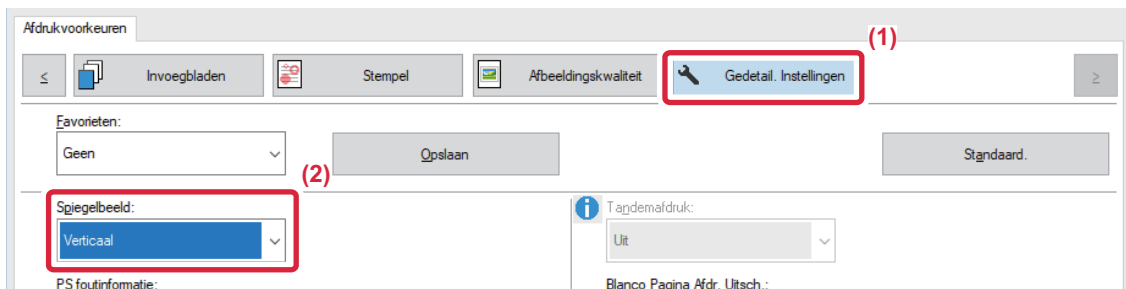 Afdrukvoorkeuren
(1)
≤ Invoegbladen Stempel Afbeeldingskwaliteit Gedetail. Instellingen ≥
Favorieten:
Geen Opslaan Standaard.
(2)
Spiegelbeeld: Tandemafdruk:
Verticaal Uit
PS foutinformatie: Blanco Pagina Afdr. Uitsch.: